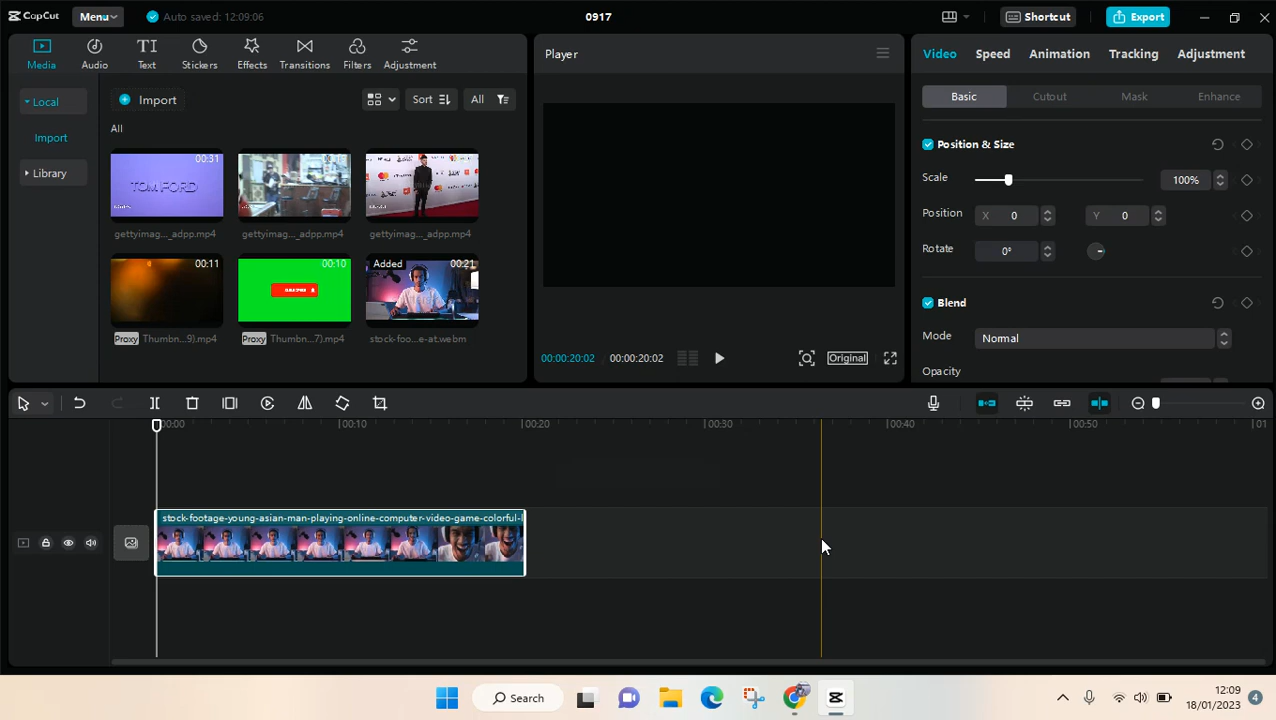 CapCut Menu Auto saved: 12:09:06 0917 Shortcut Export
Media Audio Text Stickers Effects Transitions Filters Adjustment
Player
Video Speed Animation Tracking Adjustment
Local
Import
Library
Import Sort All
All
00:31
TOM FORD
gettyimag..._adpp.mp4 gettyimag..._adpp.mp4 gettyimag..._adpp.mp4
00:11 00:10 Added 00:21
Proxy Thumbn...9).mp4 Proxy Thumbn...7).mp4 stock-foo...e-at.webm
00:00:20:02 00:00:20:02 Original
Basic Cutout Mask Enhance
Position & Size
Scale 100%
Position X 0 Y 0
Rotate 0°
Blend
Mode Normal
Opacity
00:00 00:10 00:20 00:30 00:40 00:50 01
stock-footage-young-asian-man-playing-online-computer-video-game-colorful-l
Search
12:09
18/01/2023
4